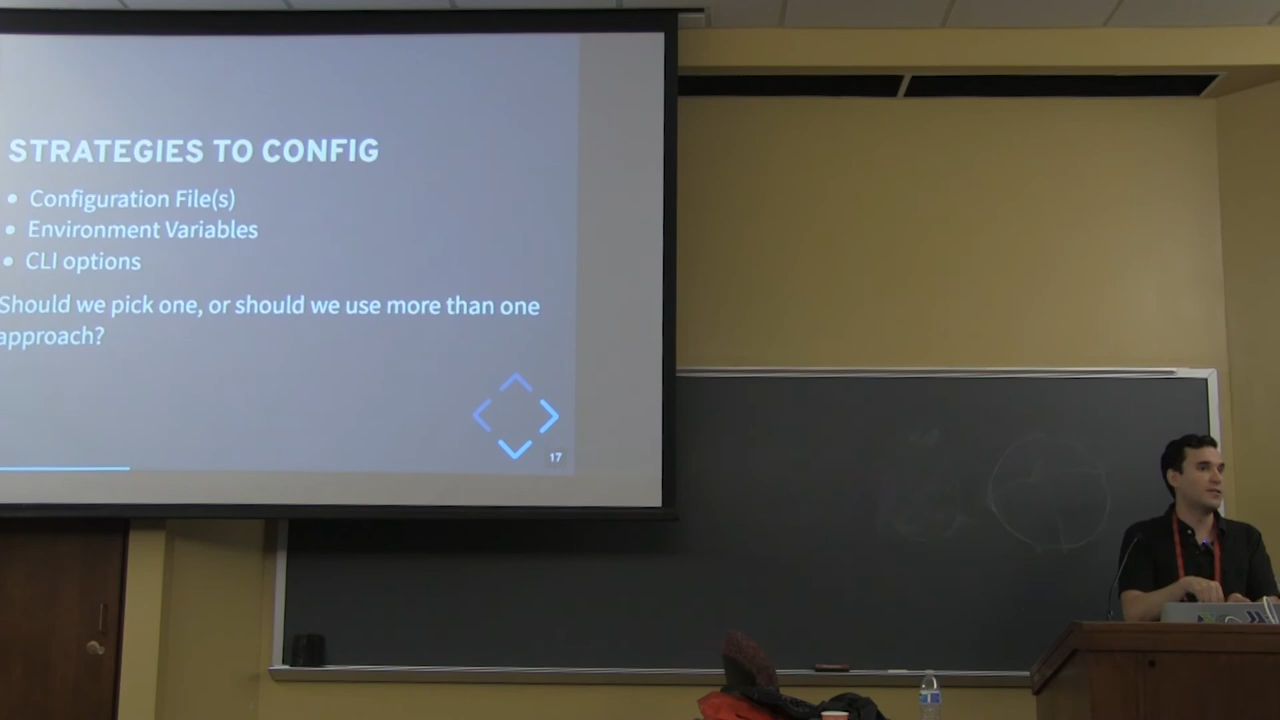 STRATEGIES TO CONFIG
• Configuration File(s)
• Environment Variables
• CLI options
Should we pick one, or should we use more than one
approach?
17